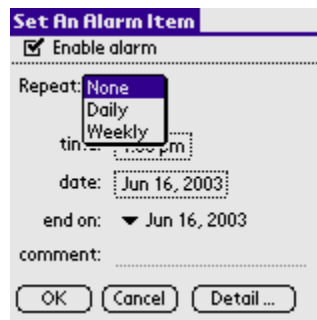 Set An Alarm Item
Enable alarm
Repeat: None
Daily
Weekly
pm
date: Jun 16, 2003
end on: Jun 16, 2003
comment:
OK Cancel Detail ...